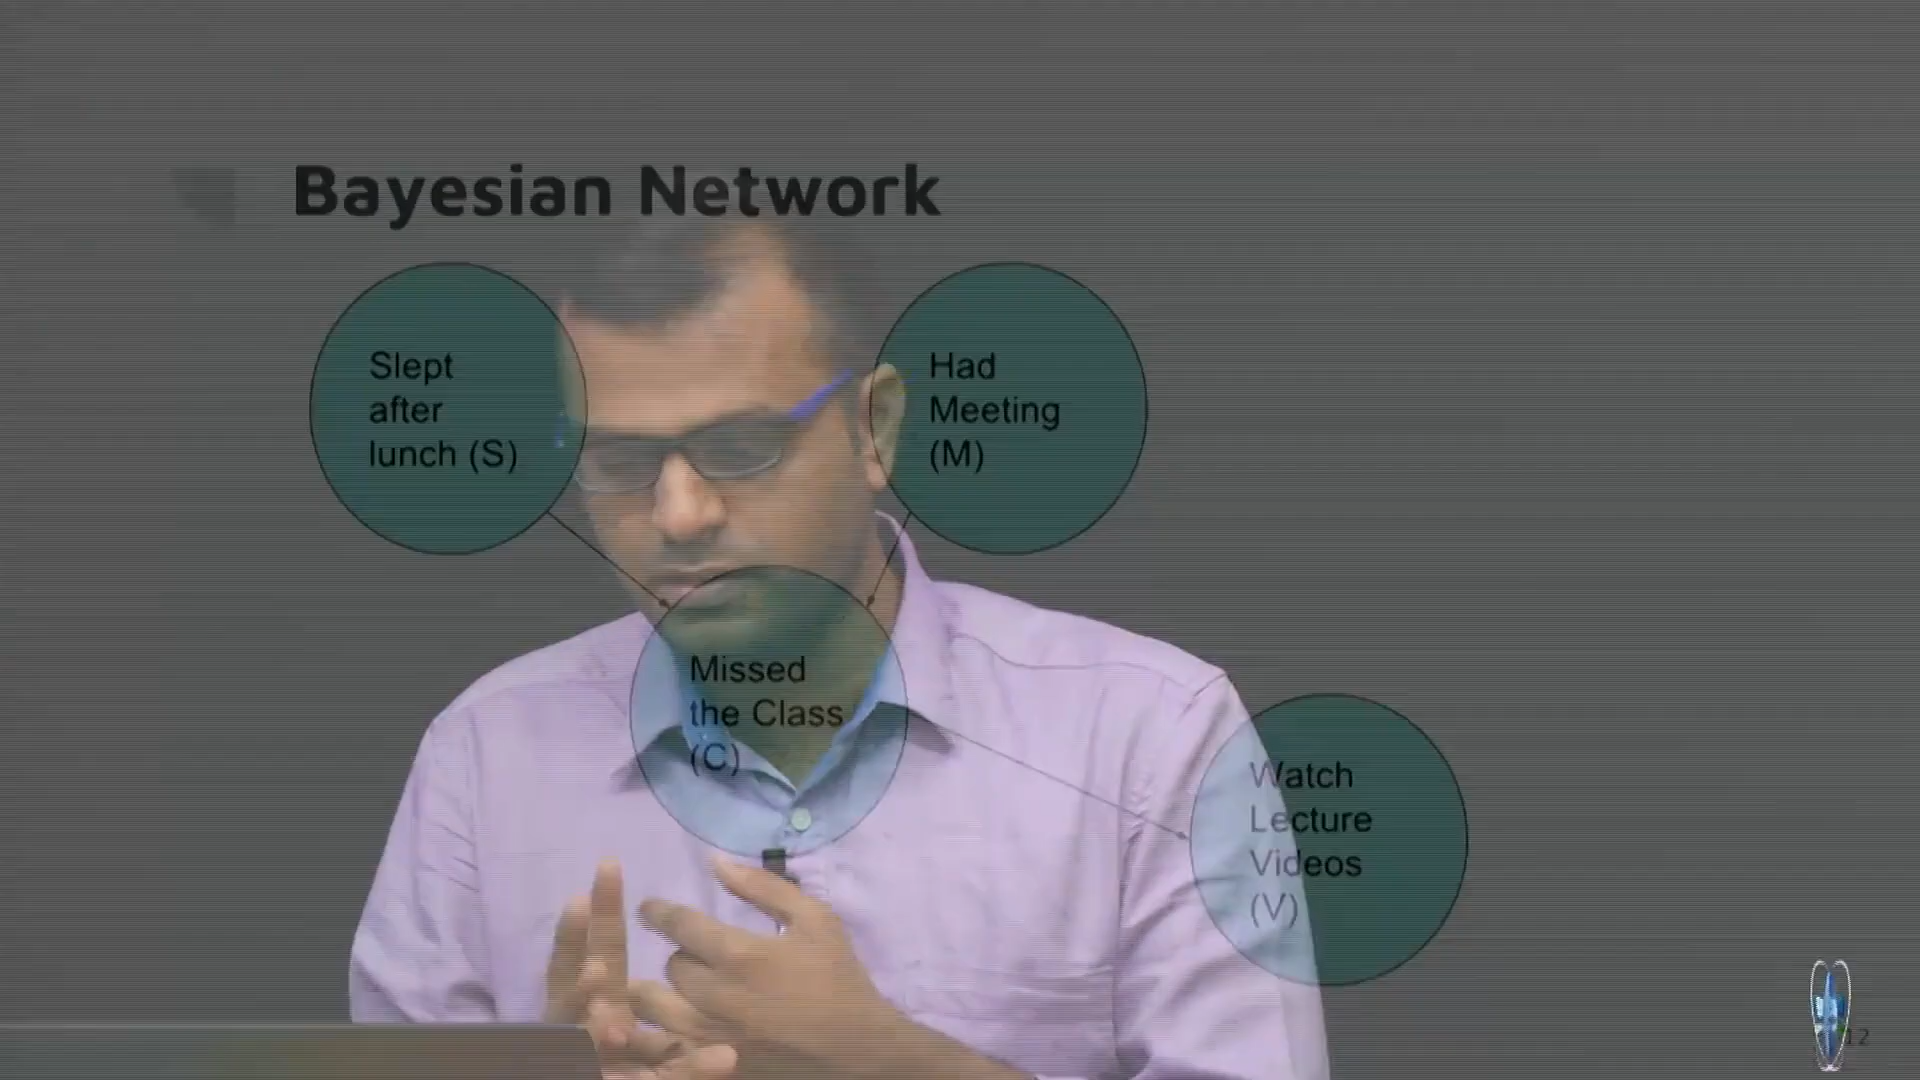 Bayesian Network
Slept
after
lunch (S)
Had
Meeting
(M)
Missed
the Class
(C)
Watch
Lecture
Videos
(V)
12